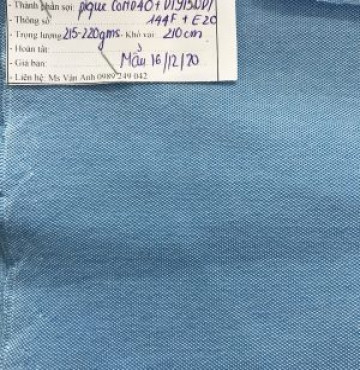 - Thành phần sợi: pique CoMD40 + DTY150D/
- Thông số 144F + E20
- Trọng lượng 215-220gms. Khổ vải: 210cm
- Hoàn tất:
- Giá bán: Mẫu 16/12/20
- Liên hệ: Ms Vân Anh 0989 249 042